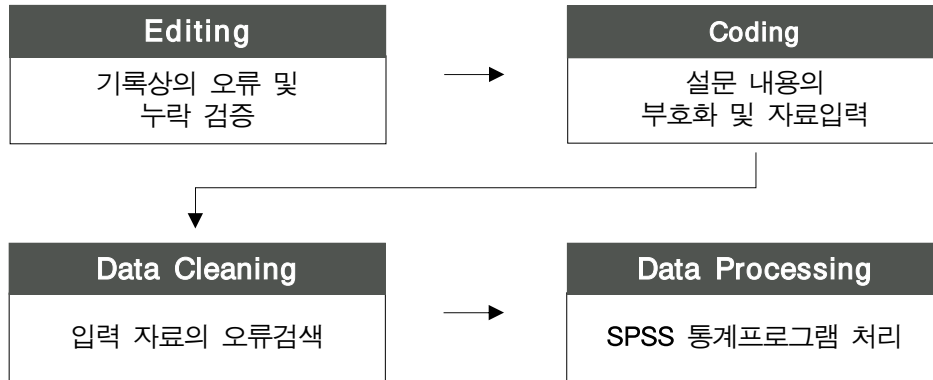 Editing
기록상의 오류 및
누락 검증
Coding
설문 내용의
부호화 및 자료입력
Data Cleaning
입력 자료의 오류검색
Data Processing
SPSS 통계프로그램 처리